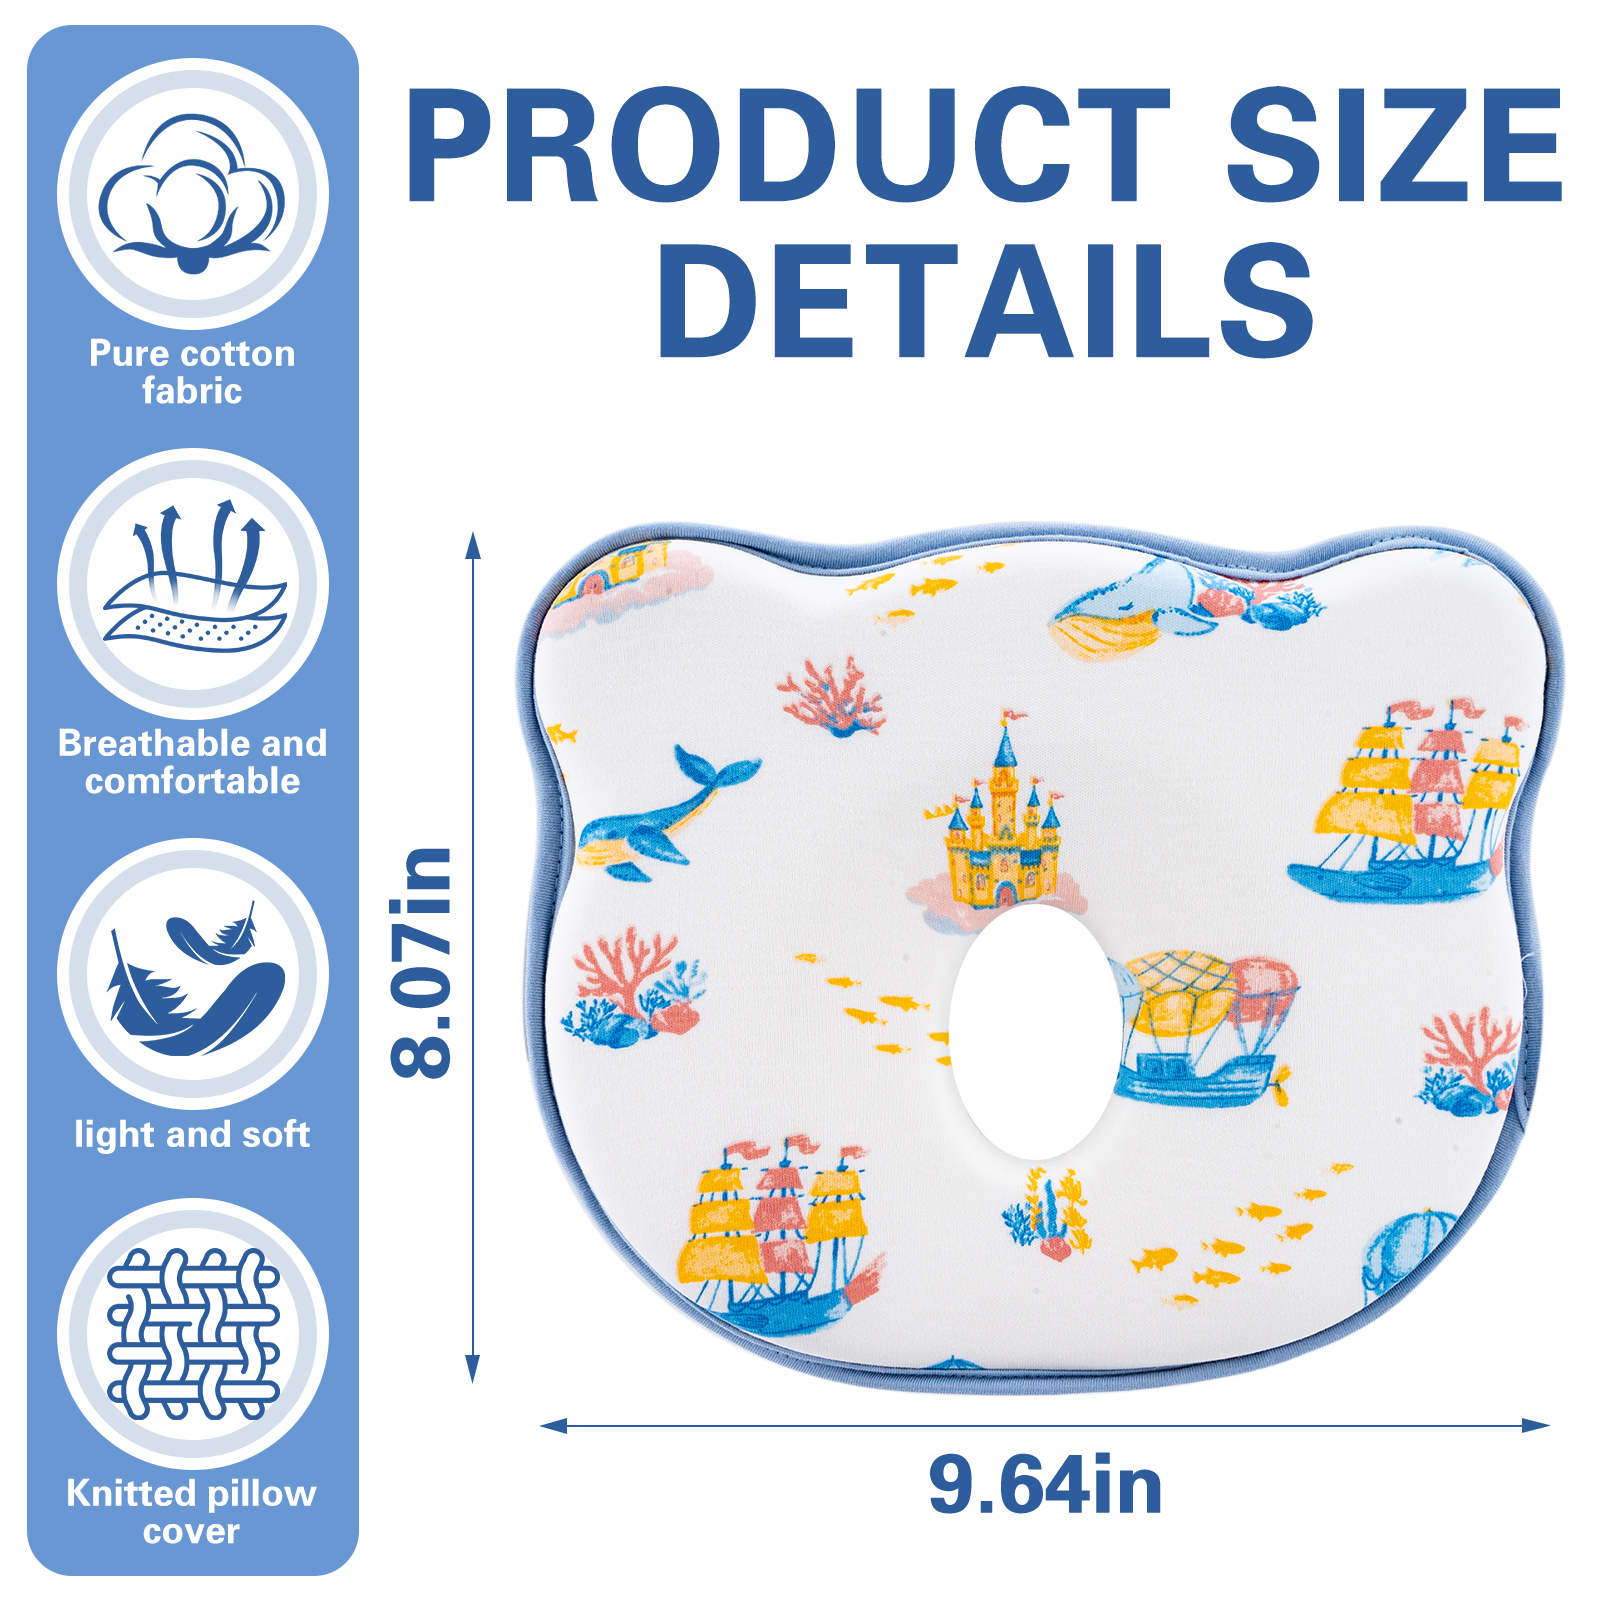 PRODUCT SIZE
DETAILS
Pure cotton
fabric
Breathable and
comfortable
light and soft
Knitted pillow
cover
8.07in
9.64in